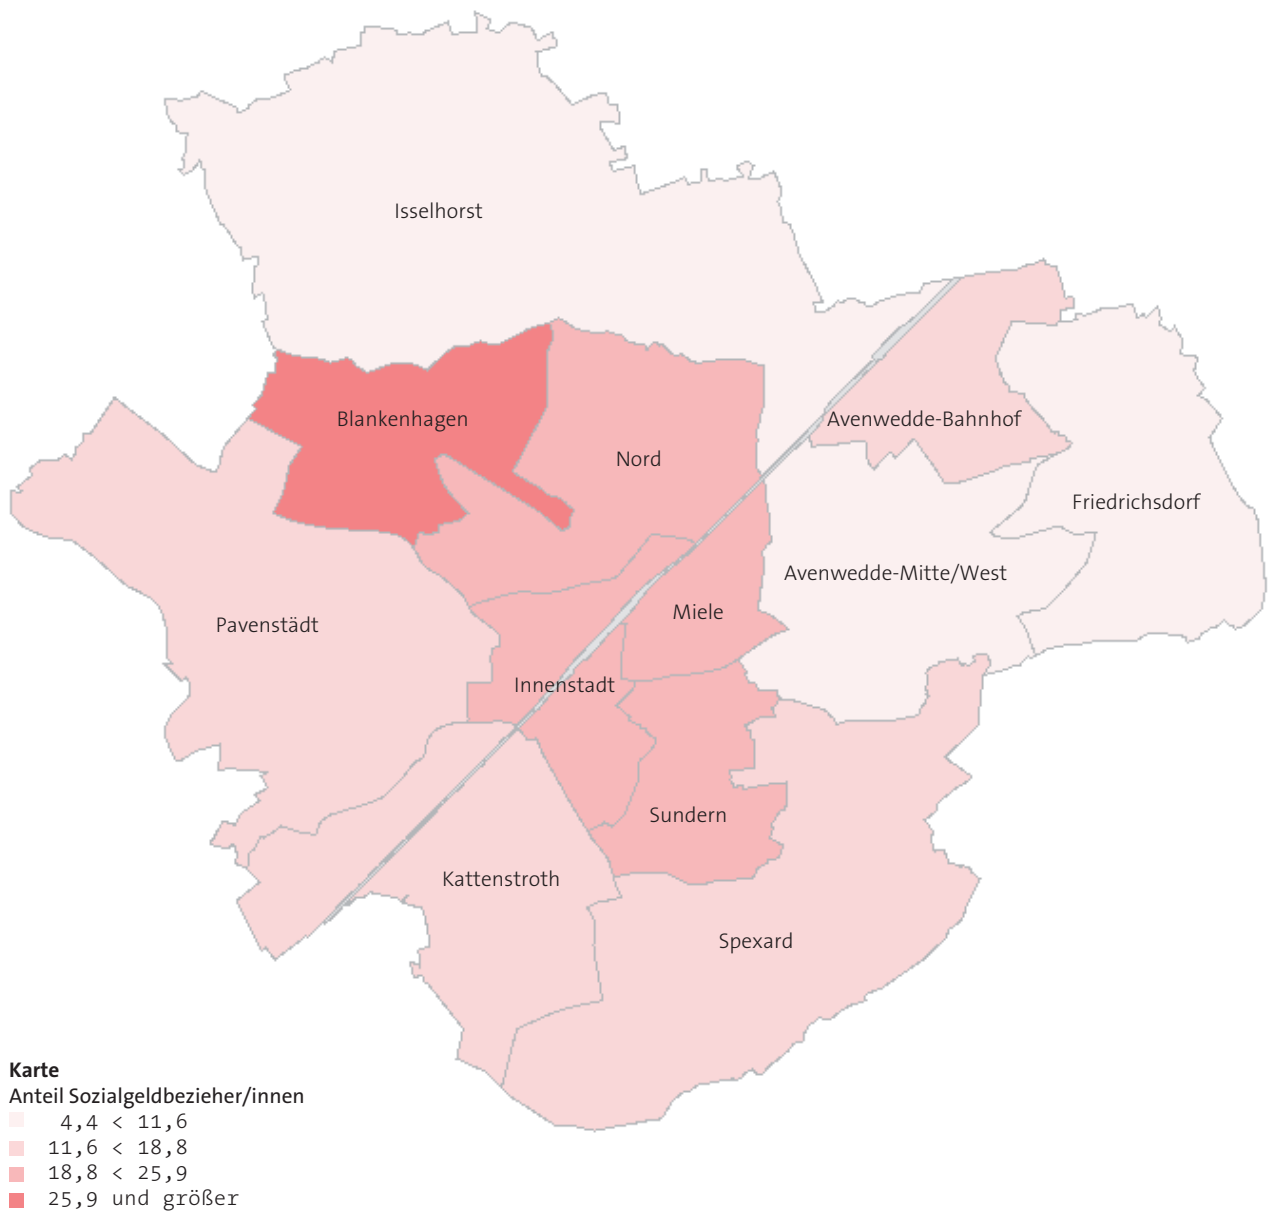 Isselhorst
Blankenhagen
Avenwedde-Bahnhof
Nord
Friedrichsdorf
Avenwedde-Mitte/West
Miele
Pavenstädt
Innenstadt
Sundern
Kattenstroth
Spexard
Karte
Anteil Sozialgeldbezieher/innen
4,4 < 11,6
11,6 < 18,8
18,8 < 25,9
25,9 und größer